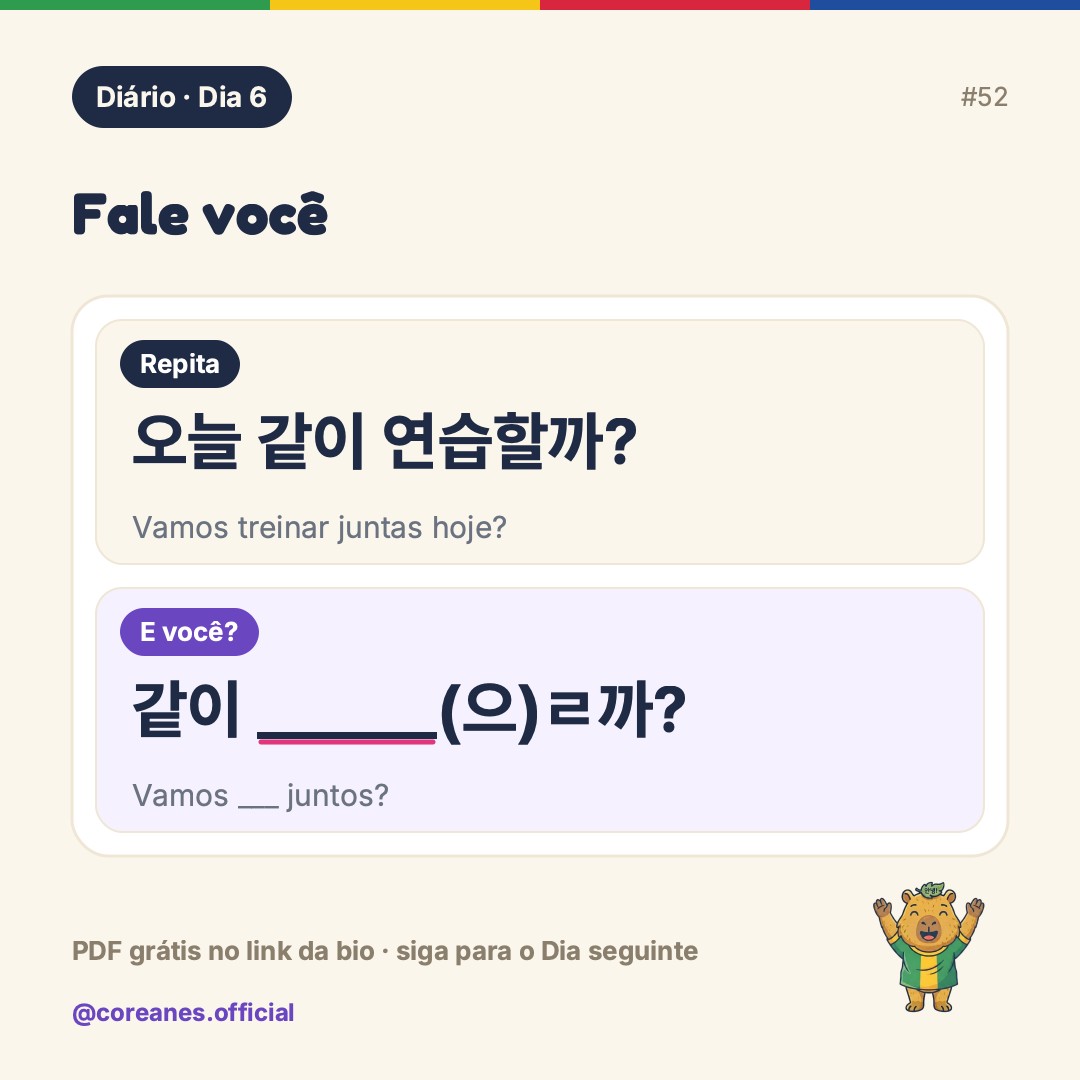 Diário · Dia 6
#52
Fale você
Repita
오늘 같이 연습할까?
Vamos treinar juntas hoje?
E você?
같이 ______(으)ㄹ까?
Vamos ___ juntos?
PDF grátis no link da bio · siga para o Dia seguinte
@coreanes.official